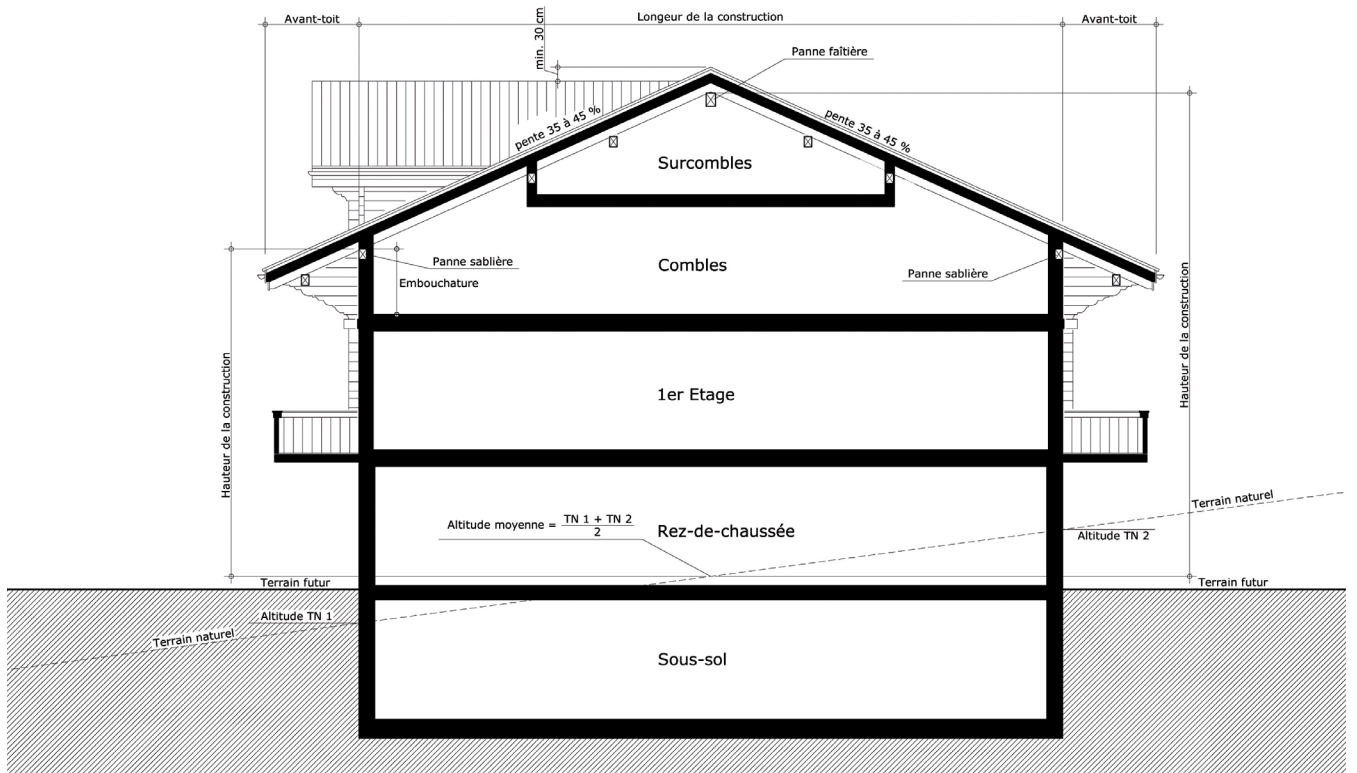 Avant-toit
Longeur de la construction
Avant-toit
min. 30 cm
Panne faîtière
pente 35 à 45 %
pente 35 à 45 %
Surcombles
Panne sablière
Combles
Panne sablière
Embouchature
Hauteur de la construction
Hauteur de la construction
1er Etage
Terrain naturel
Altitude moyenne = TN 1 + TN 2
2
Rez-de-chaussée
Altitude TN 2
Terrain futur
Terrain futur
Altitude TN 1
Terrain naturel
Sous-sol